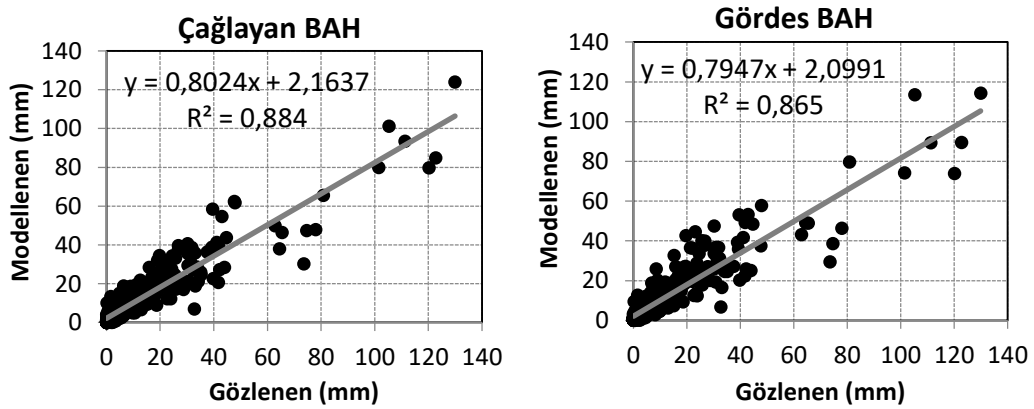 Çağlayan BAH
y = 0,8024x + 2,1637
R² = 0,884
Modellenen (mm)
140
120
100
80
60
40
20
0
0 20 40 60 80 100 120 140
Gözlenen (mm)
Gördes BAH
y = 0,7947x + 2,0991
R² = 0,865
Modellenen (mm)
140
120
100
80
60
40
20
0
0 20 40 60 80 100 120 140
Gözlenen (mm)